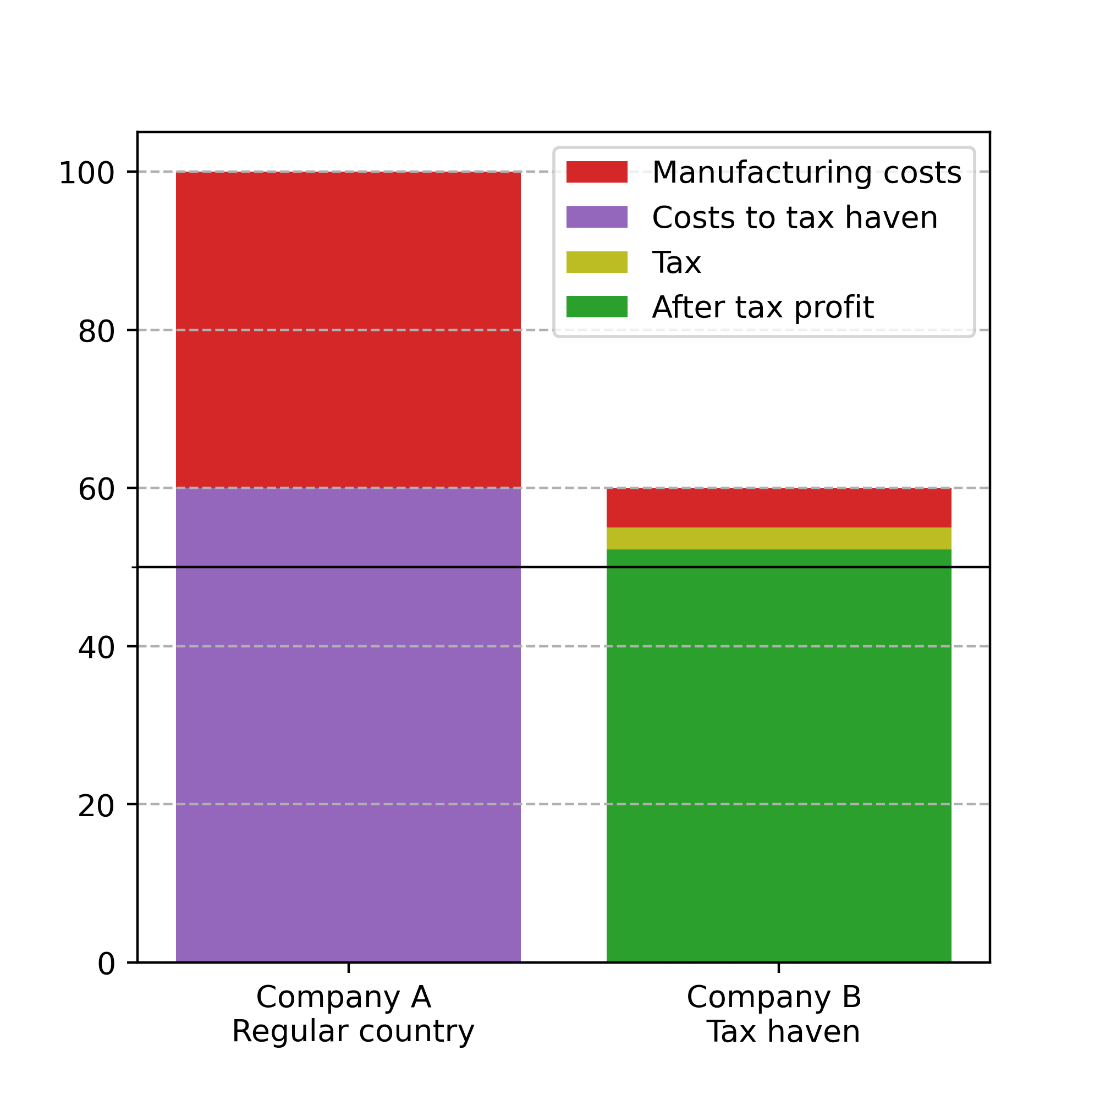 100
80
60
40
20
0
Manufacturing costs
Costs to tax haven
Tax
After tax profit
Company A
Regular country
Company B
Tax haven